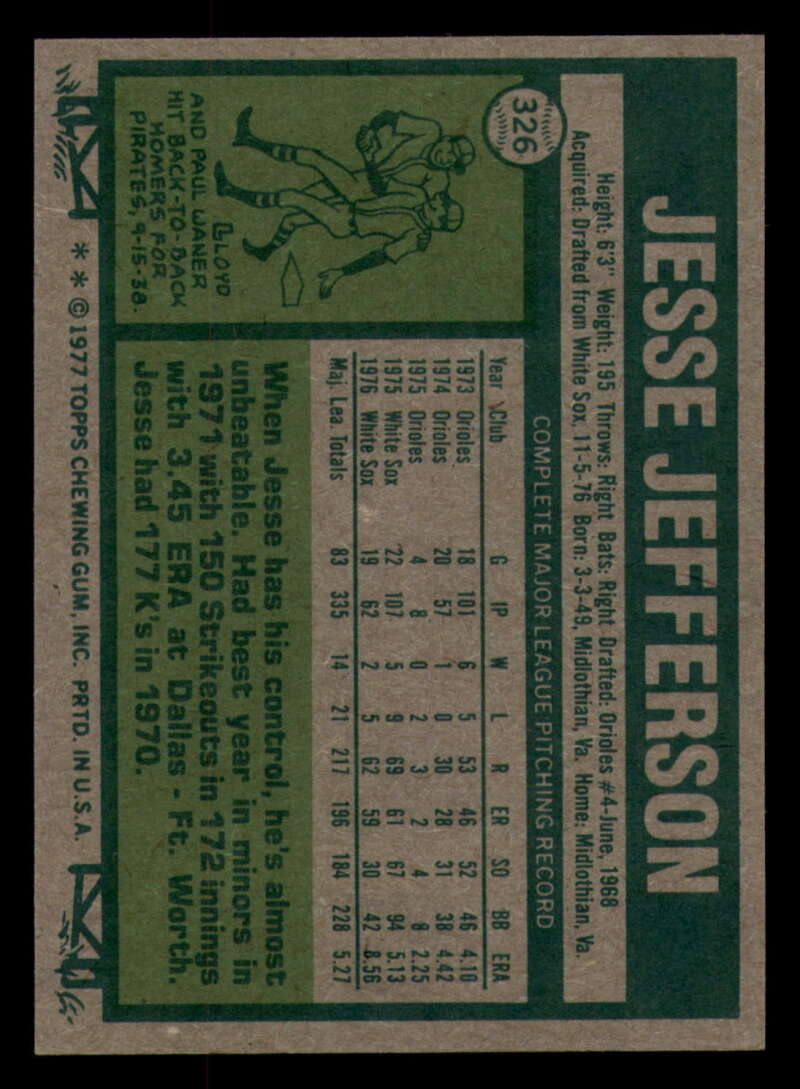 326
JESSE JEFFERSON
Height: 6'3" Weight: 195 Throws: Right Bats: Right Drafted: Orioles #4-June, 1968
Acquired: Drafted from White Sox, 11-5-76 Born: 3-3-49, Midlothian, Va. Home: Midlothian, Va.
COMPLETE MAJOR LEAGUE PITCHING RECORD
Year Club G IP W L R ER SO BB ERA
1973 Orioles 18 101 6 5 53 46 52 46 4.10
1974 Orioles 20 57 1 0 30 28 31 38 4.42
1975 Orioles 4 8 0 2 3 2 4 8 2.25
1975 White Sox 22 107 5 9 69 61 67 94 5.13
1976 White Sox 19 62 2 5 62 59 30 42 8.56
Maj. Lea. Totals 83 335 14 21 217 196 184 228 5.27
LLOYD
AND PAUL WANER
HIT BACK-TO-BACK
HOMERS FOR
PIRATES, 9-15-38.
When Jesse has his control, he's almost
unbeatable. Had best year in minors in
1971 with 150 Strikeouts in 172 innings
with 3.45 ERA at Dallas - Ft. Worth.
Jesse had 177 K's in 1970.
* * © 1977 TOPPS CHEWING GUM, INC. PRTD. IN U.S.A.